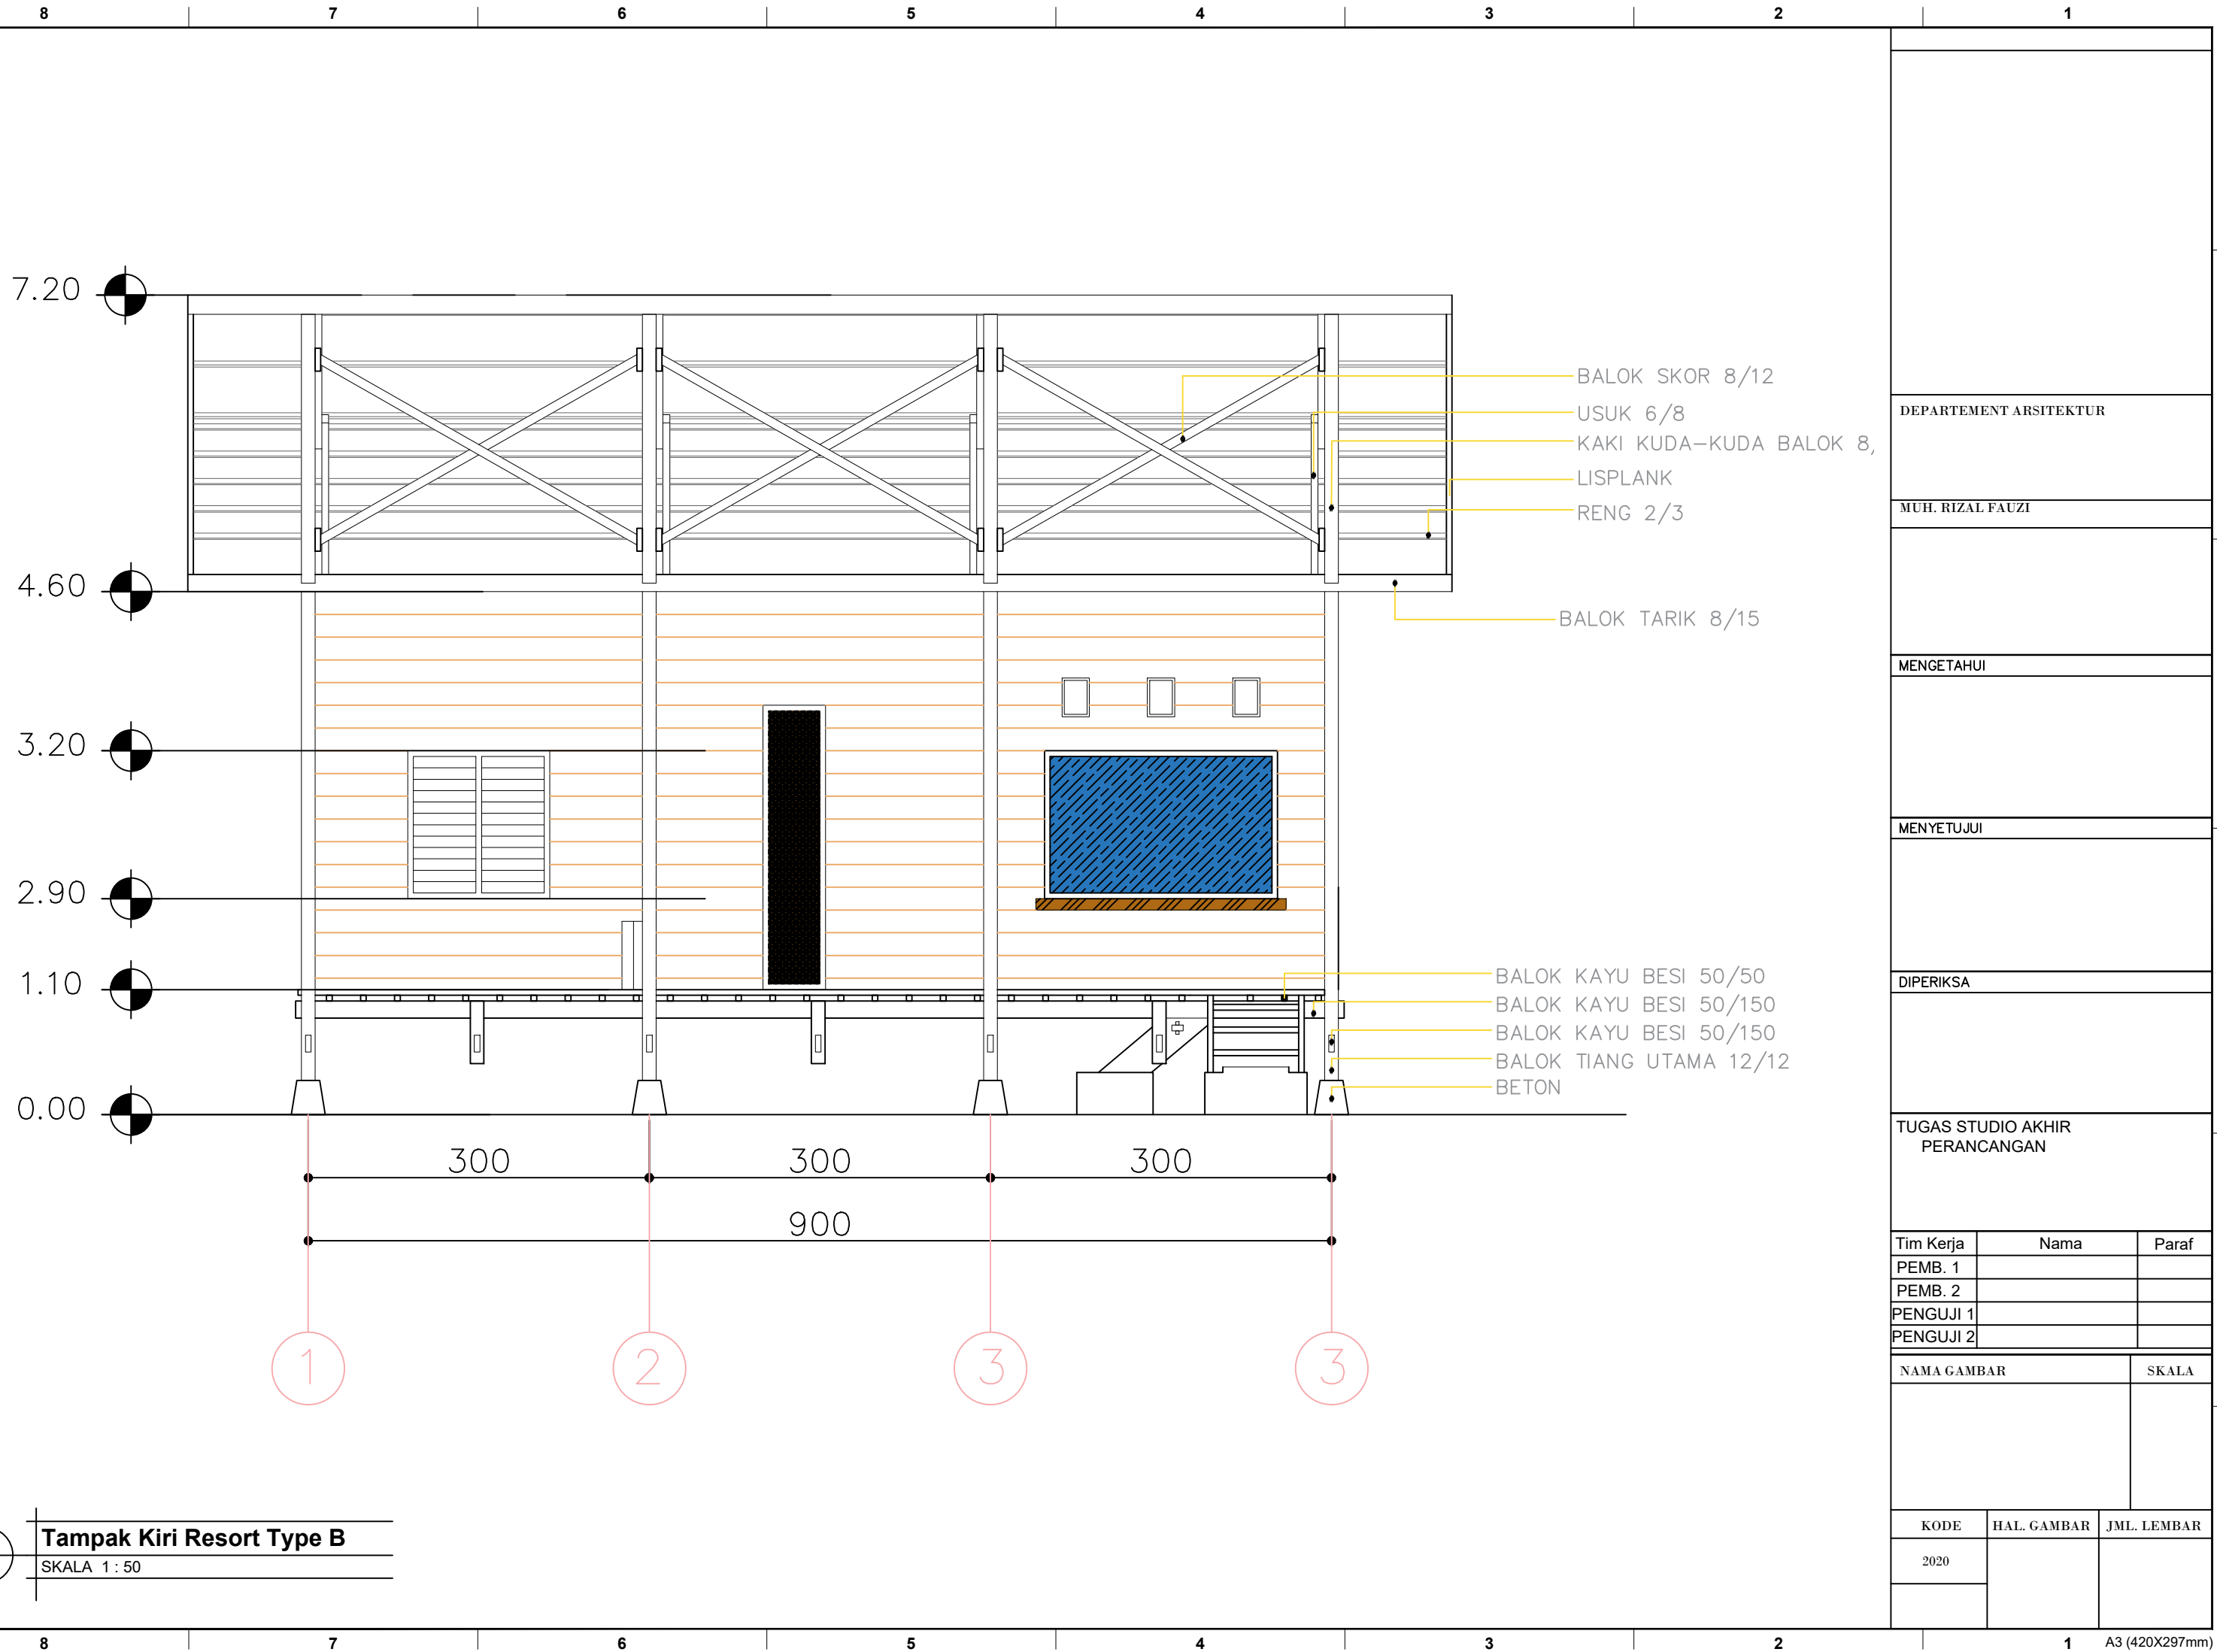 8 7 6 5 4 3 2 1
7.20
4.60
3.20
2.90
1.10
0.00
BALOK SKOR 8/12
USUK 6/8
KAKI KUDA-KUDA BALOK 8,
LISPLANK
RENG 2/3
BALOK TARIK 8/15
BALOK KAYU BESI 50/50
BALOK KAYU BESI 50/150
BALOK KAYU BESI 50/150
BALOK TIANG UTAMA 12/12
BETON
300 300 300
900
1 2 3 3
Tampak Kiri Resort Type B
SKALA 1 : 50
DEPARTEMENT ARSITEKTUR
MUH. RIZAL FAUZI
MENGETAHUI
MENYETUJUI
DIPERIKSA
TUGAS STUDIO AKHIR
PERANCANGAN
Tim Kerja Nama Paraf
PEMB. 1
PEMB. 2
PENGUJI 1
PENGUJI 2
NAMA GAMBAR SKALA
KODE HAL. GAMBAR JML. LEMBAR
2020
8 7 6 5 4 3 2 1
A3 (420X297mm)